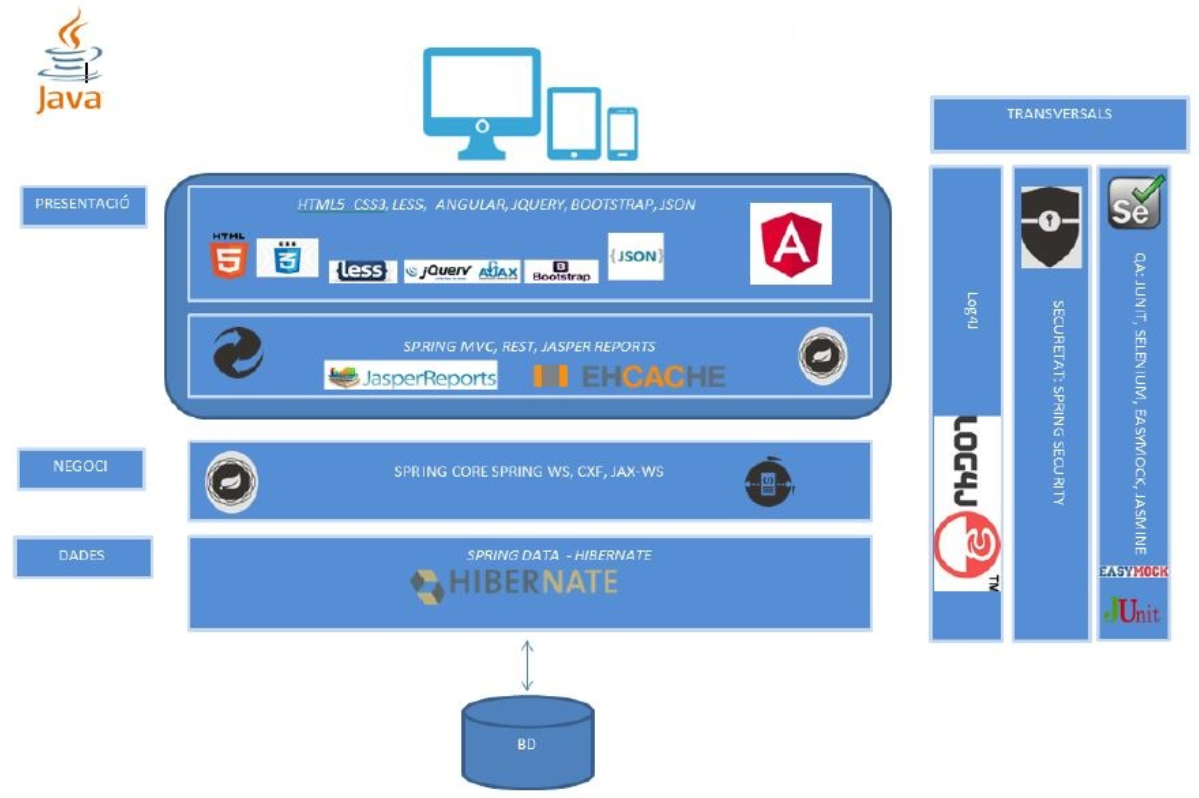 Java
TRANSVERSALS
PRESENTACIÓ
HTML5 CSS3, LESS, ANGULAR, JQUERY, BOOTSTRAP, JSON
HTML
5
CSS
3
{less}
jQuery
AJAX
B
Bootstrap
{JSON}
A
SPRING MVC, REST, JASPER REPORTS
JasperReports
EHCACHE
NEGOCI
SPRING CORE SPRING WS, CXF, JAX-WS
DADES
SPRING DATA - HIBERNATE
HIBERNATE
BD
Log4J
LOG4J
TM
SECURETAT: SPRING SECURITY
Se
QA: JUNIT, SELENIUM, EASYMOCK, JASMINE
EASYMOCK
JUnit